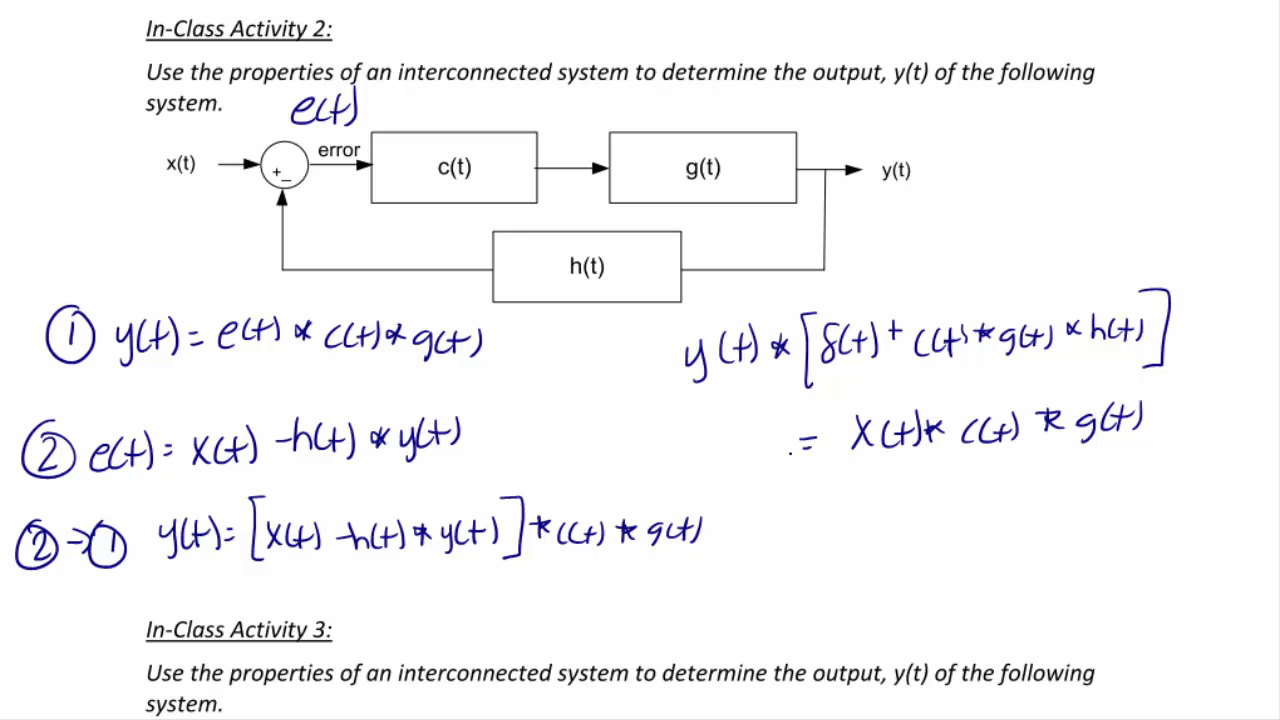 In-Class Activity 2:
Use the properties of an interconnected system to determine the output, y(t) of the following
system.
e(t)
error
x(t)
+
−
c(t)
g(t)
y(t)
h(t)
① y(t) = e(t) * c(t) * g(t)
② e(t) = x(t) - h(t) * y(t)
② → ① y(t) = [x(t) - h(t) * y(t)] * c(t) * g(t)
y(t) * [δ(t) + c(t) * g(t) * h(t)]
= x(t) * c(t) * g(t)
In-Class Activity 3:
Use the properties of an interconnected system to determine the output, y(t) of the following
system.